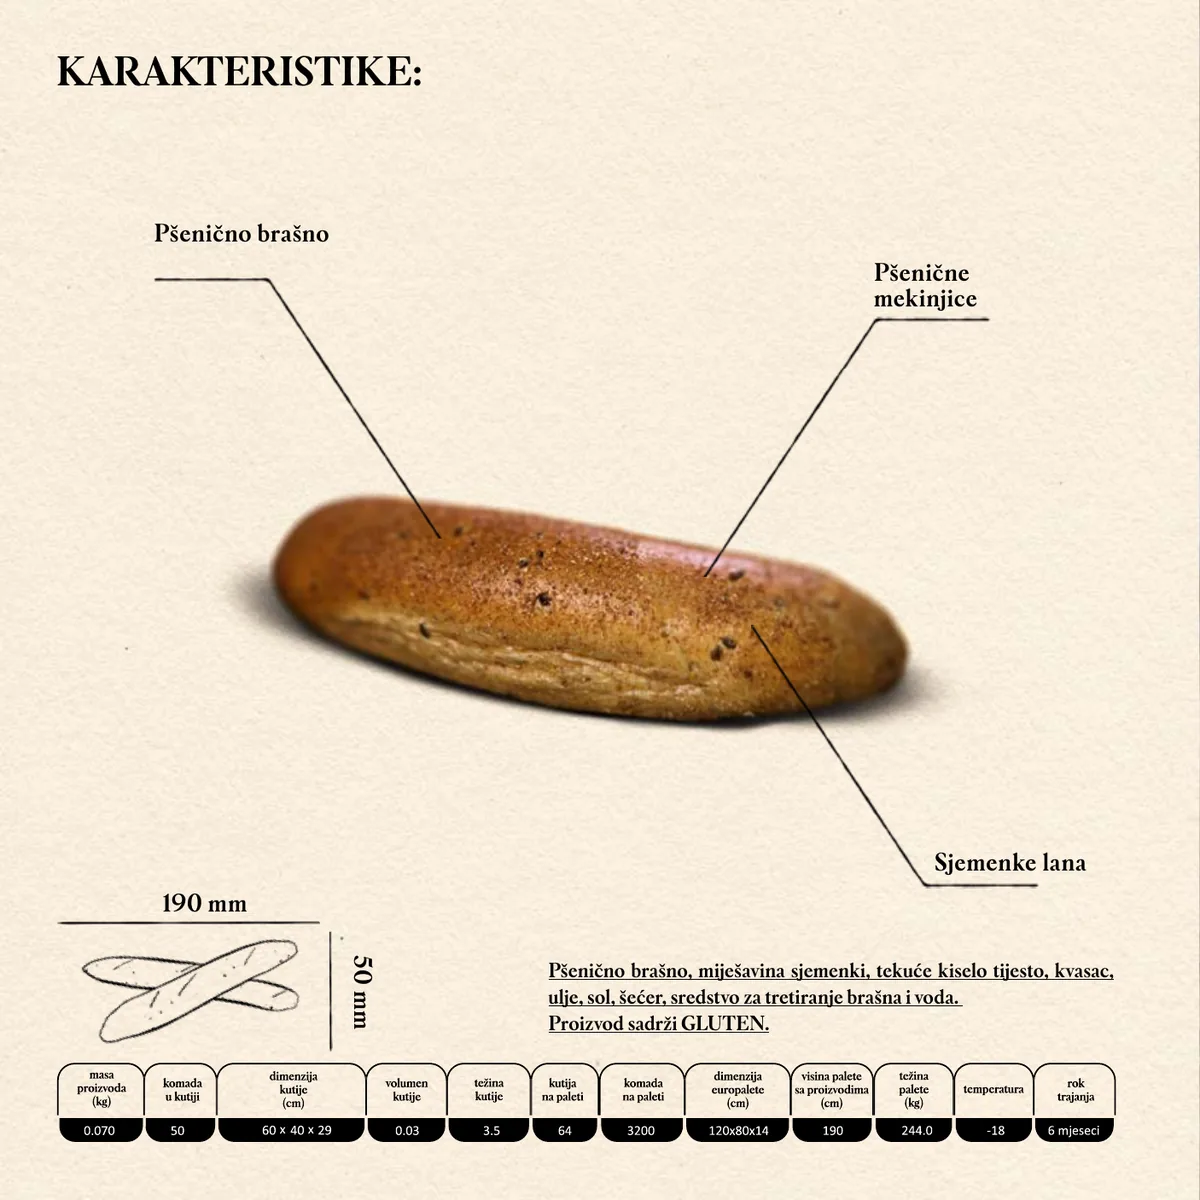 KARAKTERISTIKE:
Pšenično brašno
Pšenične
mekinjice
Sjemenke lana
190 mm
50 mm
Pšenično brašno, miješavina sjemenki, tekuće kiselo tijesto, kvasac,
ulje, sol, šećer, sredstvo za tretiranje brašna i voda.
Proizvod sadrži GLUTEN.
masa
proizvoda
(kg)
0.070
komada
u kutiji
50
dimenzija
kutije
(cm)
60 x 40 x 29
volumen
kutije
0.03
težina
kutije
3.5
kutija
na paleti
64
komada
na paleti
3200
dimenzija
europalete
(cm)
120x80x14
visina palete
sa proizvodima
(cm)
190
težina
palete
(kg)
244.0
temperatura
-18
rok
trajanja
6 mjeseci